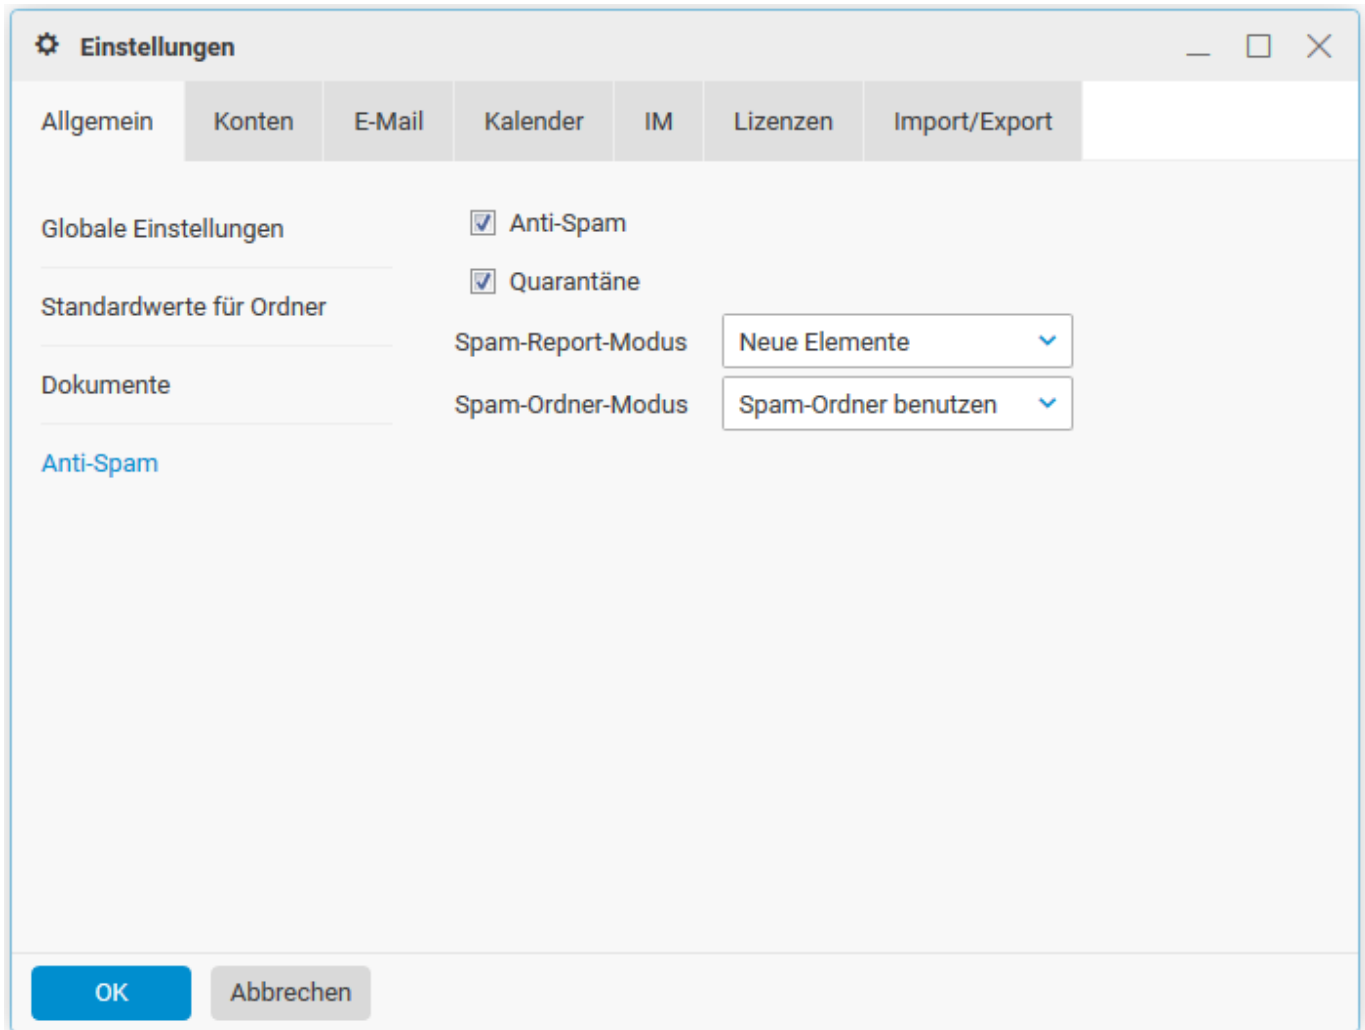 Einstellungen
Allgemein Konten E-Mail Kalender IM Lizenzen Import/Export
Globale Einstellungen
Standardwerte für Ordner
Dokumente
Anti-Spam
Anti-Spam
Quarantäne
Spam-Report-Modus Neue Elemente
Spam-Ordner-Modus Spam-Ordner benutzen
OK Abbrechen